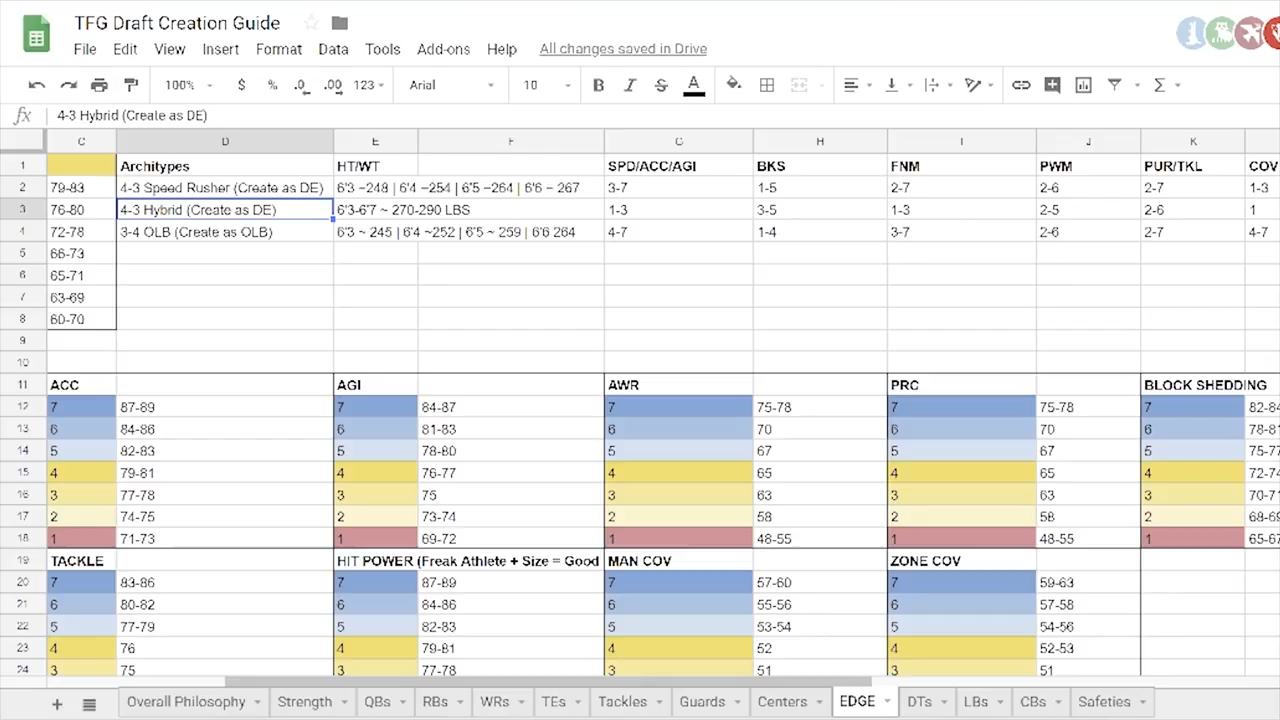 TFG Draft Creation Guide
File Edit View Insert Format Data Tools Add-ons Help All changes saved in Drive
100% $ % .0 .00 123 Arial 10 B I S A
fx 4-3 Hybrid (Create as DE)
C D E F G H I J K
1 Architypes HT/WT SPD/ACC/AGI BKS FNM PWM PUR/TKL COV
2 79-83 4-3 Speed Rusher (Create as DE) 6'3 ~248 | 6'4 ~254 | 6'5 ~264 | 6'6 ~ 267 3-7 1-5 2-7 2-6 2-7 1-3
3 76-80 4-3 Hybrid (Create as DE) 6'3-6'7 ~ 270-290 LBS 1-3 3-5 1-3 2-5 2-6 1
4 72-78 3-4 OLB (Create as OLB) 6'3 ~ 245 | 6'4 ~252 | 6'5 ~ 259 | 6'6 264 4-7 1-4 3-7 2-6 2-7 4-7
5 66-73
6 65-71
7 63-69
8 60-70
9
10
11 ACC AGI AWR PRC BLOCK SHEDDING
12 7 87-89 7 84-87 7 75-78 7 75-78 7 82-84
13 6 84-86 6 81-83 6 70 6 70 6 78-81
14 5 82-83 5 78-80 5 67 5 67 5 75-77
15 4 79-81 4 76-77 4 65 4 65 4 72-74
16 3 77-78 3 75 3 63 3 63 3 70-71
17 2 74-75 2 73-74 2 58 2 58 2 68-69
18 1 71-73 1 69-72 1 48-55 1 48-55 1 65-67
19 TACKLE HIT POWER (Freak Athlete + Size = Good MAN COV ZONE COV
20 7 83-86 7 87-89 7 57-60 7 59-63
21 6 80-82 6 84-86 6 55-56 6 57-58
22 5 77-79 5 82-83 5 53-54 5 54-56
23 4 76 4 79-81 4 52 4 52-53
24 3 75 3 77-78 3 51 3 51
Overall Philosophy Strength QBs RBs WRs TEs Tackles Guards Centers EDGE DTs LBs CBs Safeties